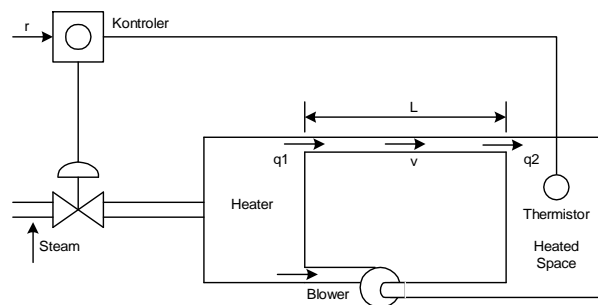 Kontroler
r
L
q1
v
q2
Heater
Thermistor
Steam
Heated
Space
Blower